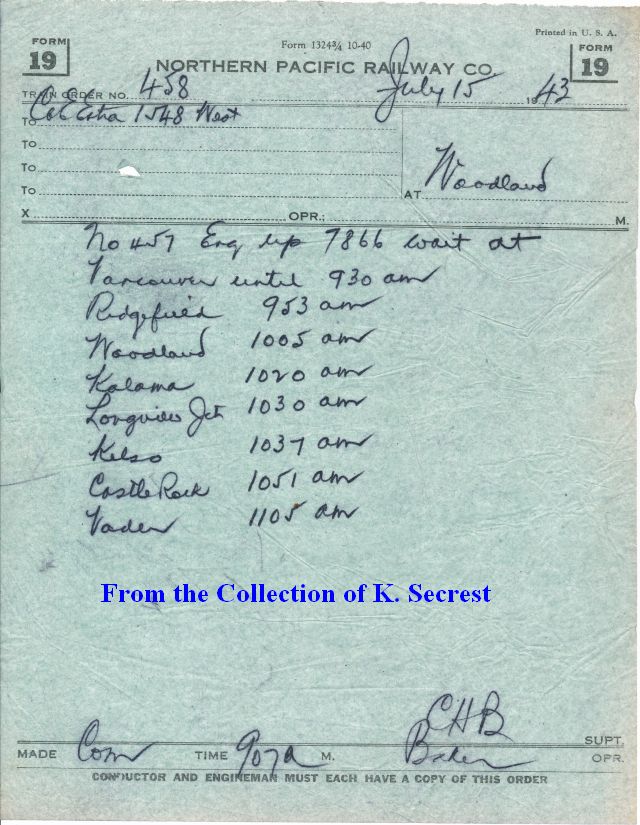 Printed in U. S. A.
FORM 19
Form 1324¾ 10-40
FORM 19
NORTHERN PACIFIC RAILWAY CO.
TRAIN ORDER NO. 458 July 15 1943
To C&E Extra 1548 West
To
To
To
To
AT Woodland
X OPR.; M.
No 457 Eng up 7866 wait at
Vancouver until 930 am
Ridgefield 953 am
Woodland 1005 am
Kalama 1020 am
Longview Jct 1030 am
Kelso 1037 am
Castle Rock 1051 am
Vader 1105 am
From the Collection of K. Secrest
CHB SUPT.
MADE Com TIME 907a M. Baker OPR.
CONDUCTOR AND ENGINEMAN MUST EACH HAVE A COPY OF THIS ORDER